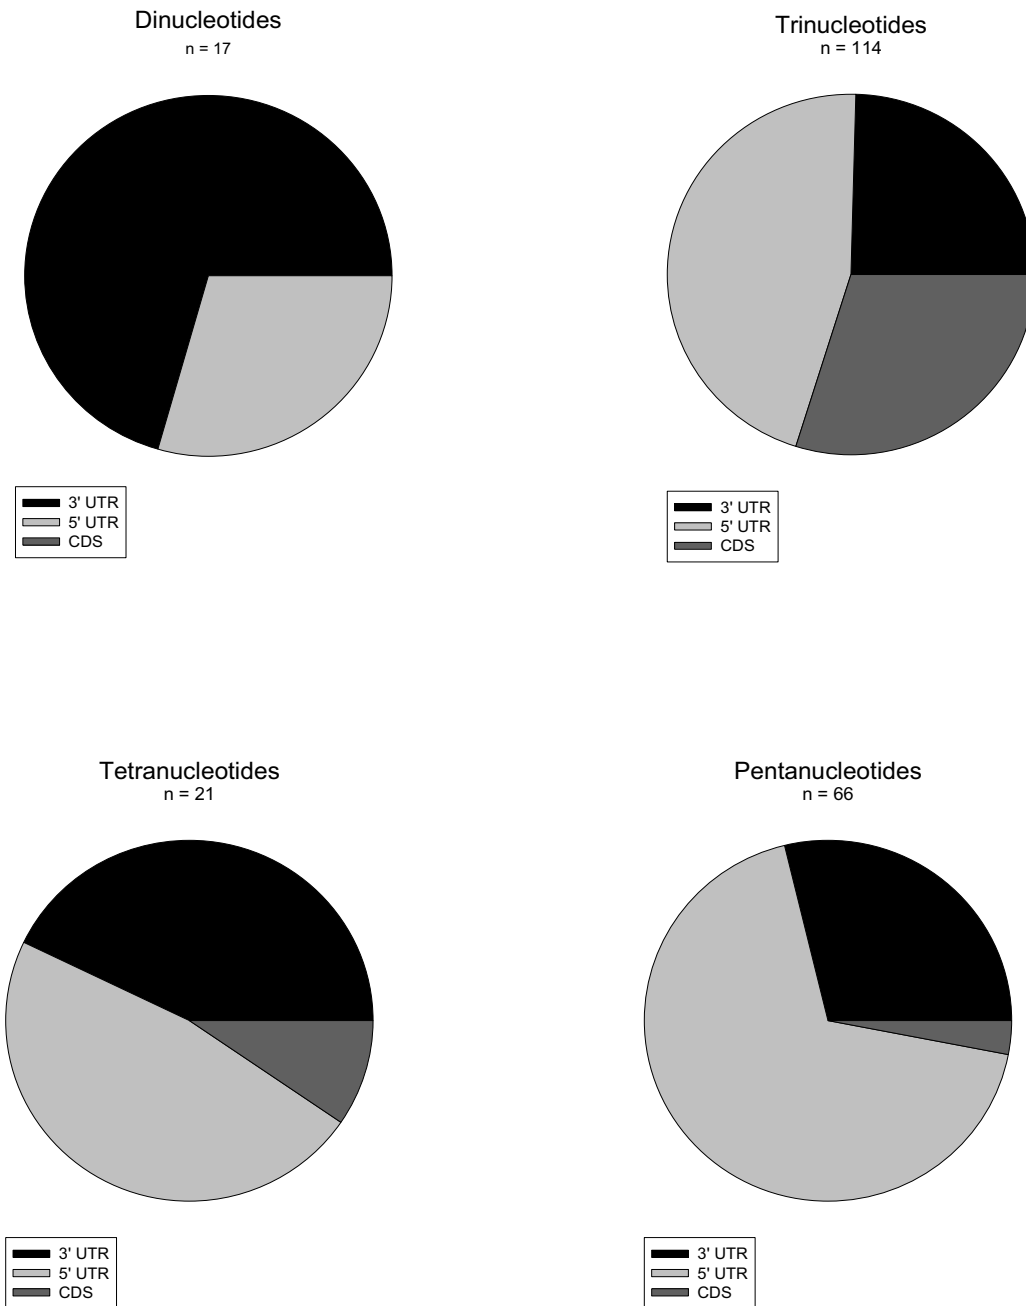 Dinucleotides
n = 17
3' UTR
5' UTR
CDS
Trinucleotides
n = 114
3' UTR
5' UTR
CDS
Tetranucleotides
n = 21
3' UTR
5' UTR
CDS
Pentanucleotides
n = 66
3' UTR
5' UTR
CDS